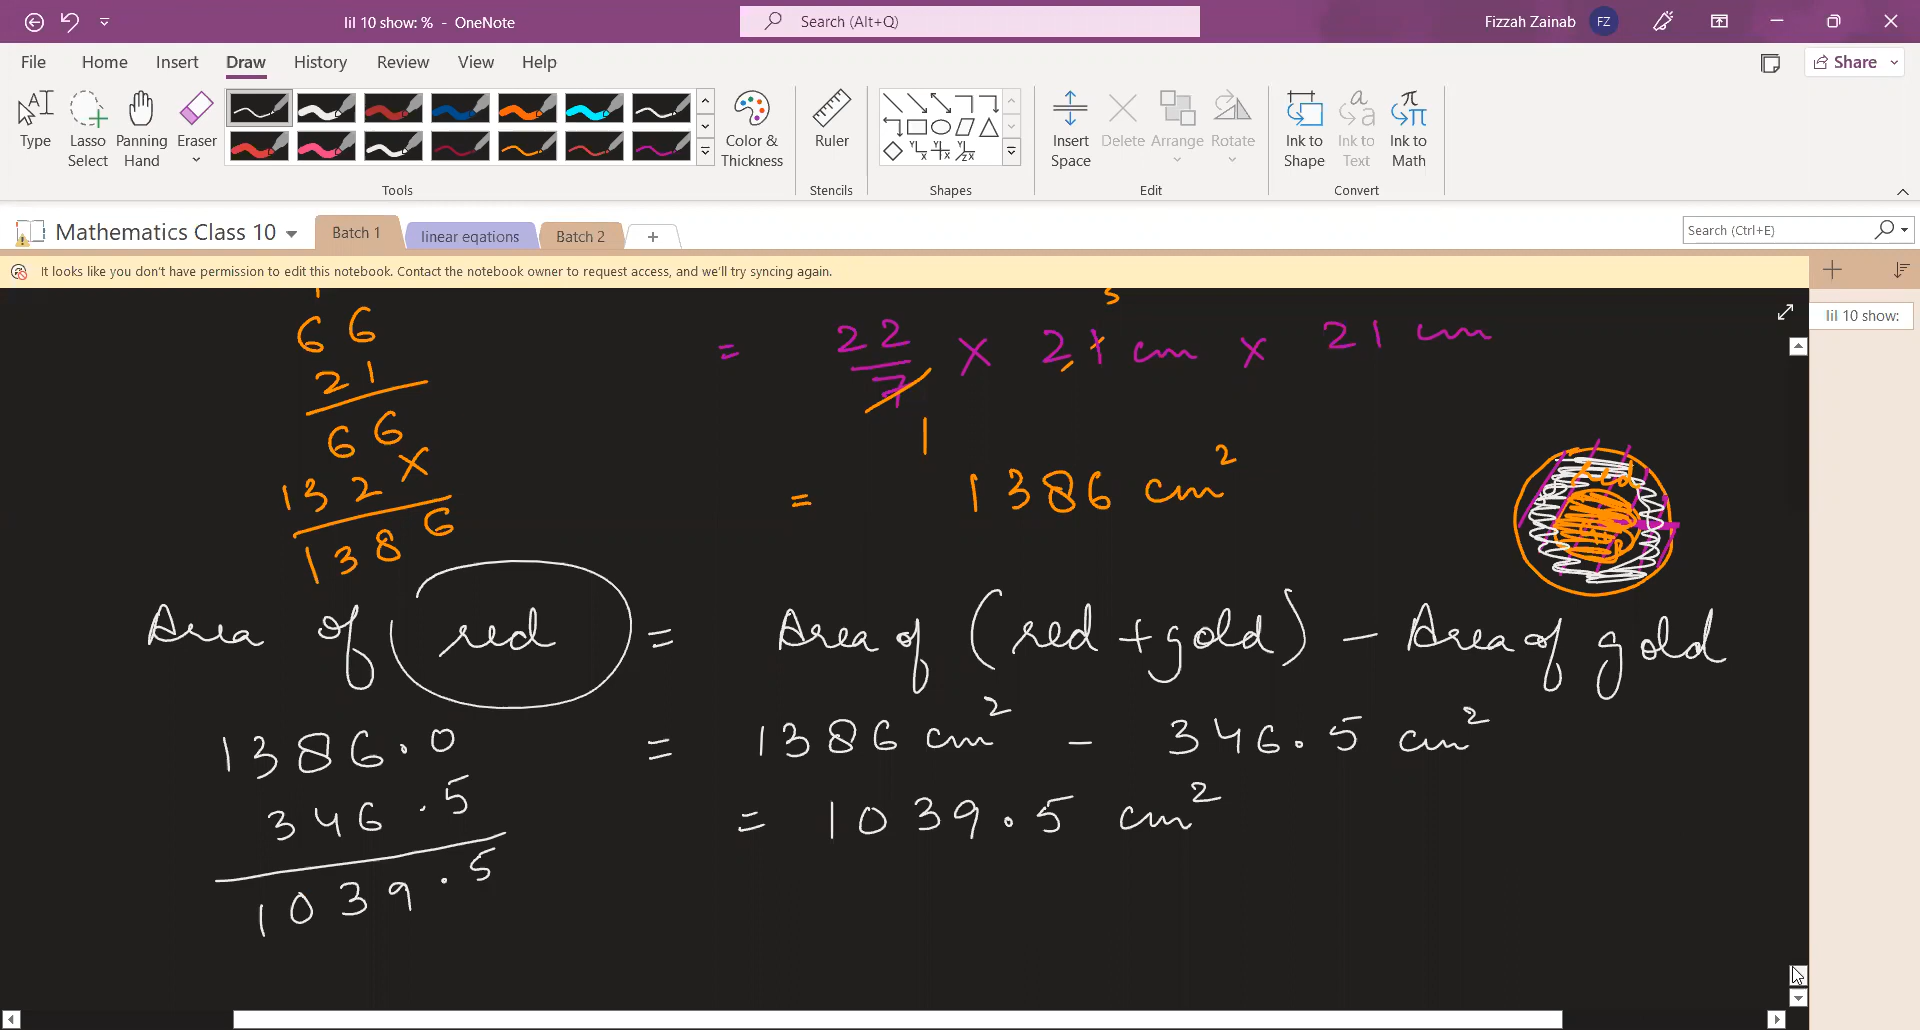 lil 10 show: % - OneNote
Search (Alt+Q)
Fizzah Zainab FZ
File Home Insert Draw History Review View Help
Share
Type
Lasso Select
Panning Hand
Eraser
Color & Thickness
Ruler
Insert Space
Delete
Arrange
Rotate
Ink to Shape
Ink to Text
Ink to Math
Tools Stencils Shapes Edit Convert
Mathematics Class 10
Batch 1
linear eqations
Batch 2
Search (Ctrl+E)
It looks like you don't have permission to edit this notebook. Contact the notebook owner to request access, and we'll try syncing again.
lil 10 show:
66
21
66
132×
1386
= 22/7 × 21 cm × 21 cm
3
1
= 1386 cm²
red
Area of red = Area of (red + gold) - Area of gold
1386.0
346.5
1039.5
= 1386 cm² - 346.5 cm²
= 1039.5 cm²